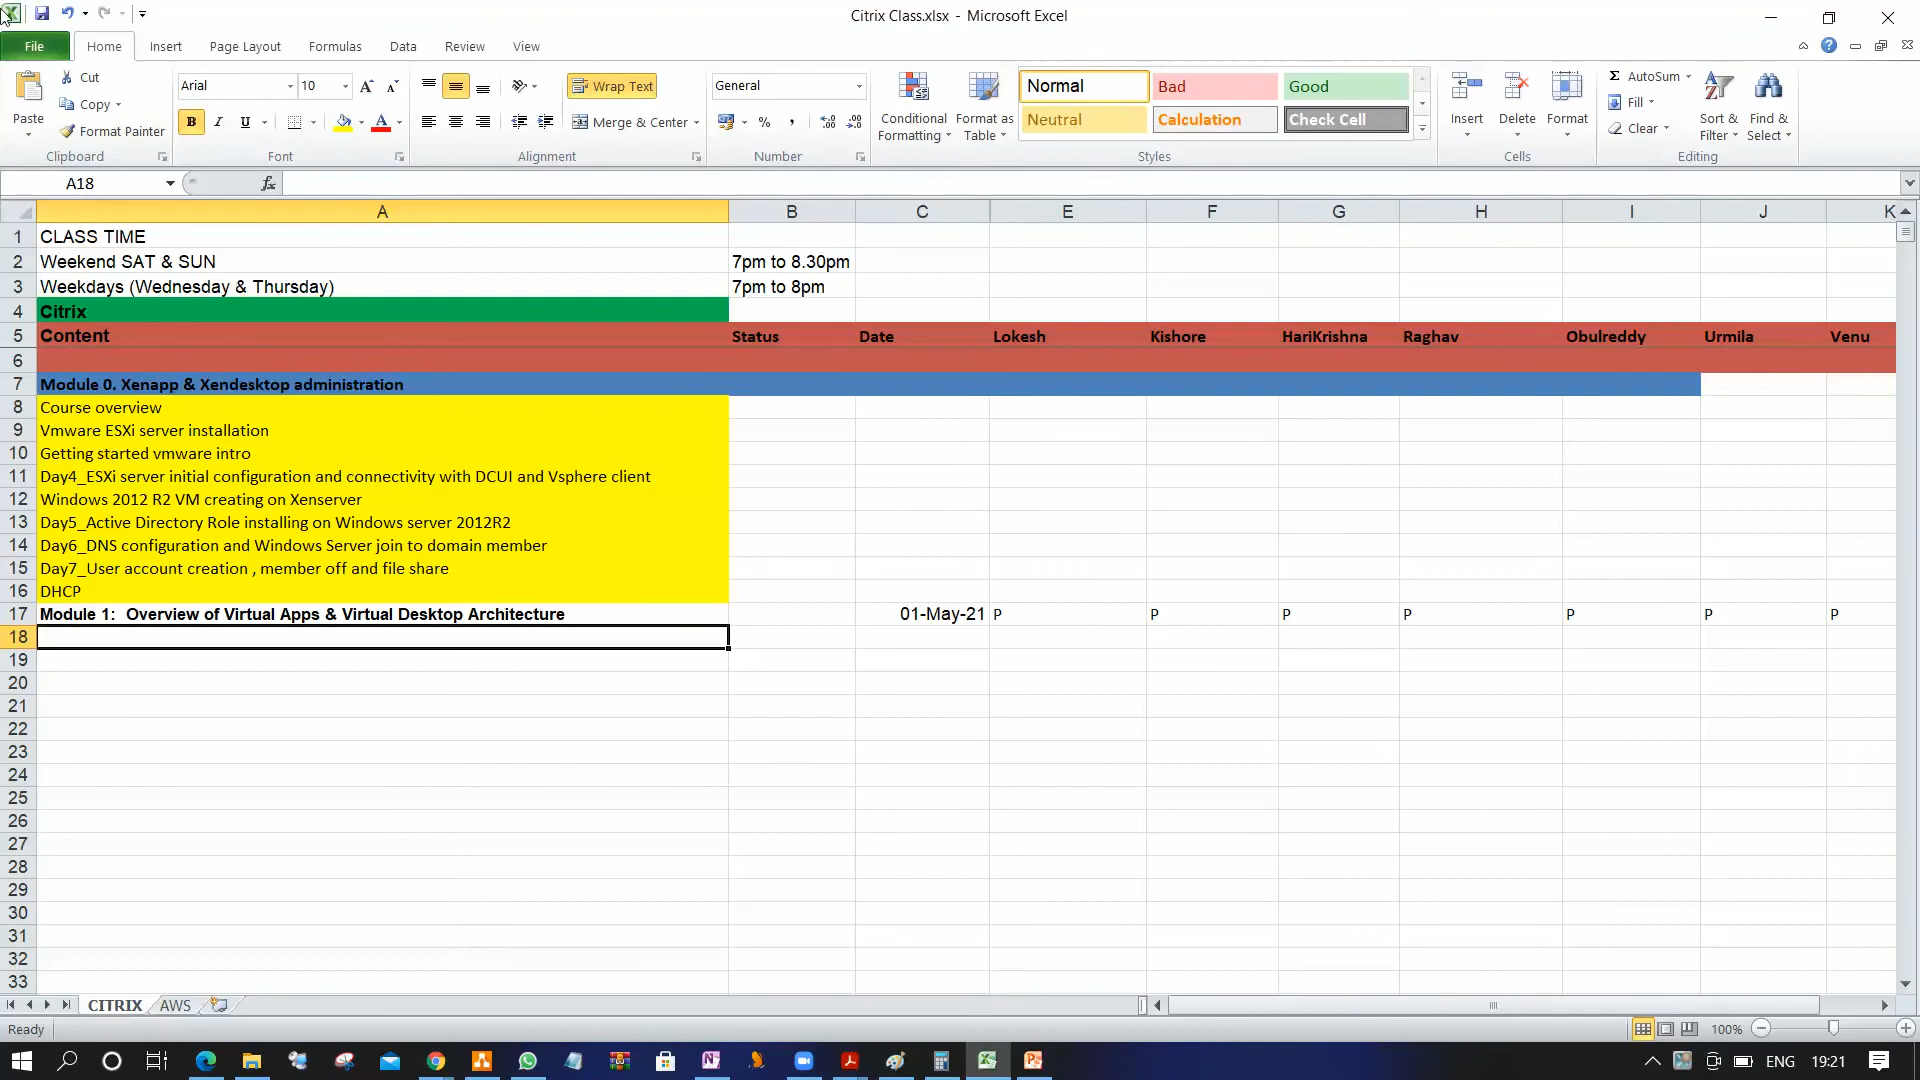 Citrix Class.xlsx - Microsoft Excel
File Home Insert Page Layout Formulas Data Review View
Paste
Cut
Copy
Format Painter
Clipboard
Arial 10
B I U
Font
Wrap Text
Merge & Center
Alignment
General
Number
Conditional Formatting
Format as Table
Normal Bad Good
Neutral Calculation Check Cell
Styles
Insert Delete Format
Cells
AutoSum
Fill
Clear
Sort & Filter
Find & Select
Editing
A18 fx
A B C E F G H I J K
1 CLASS TIME
2 Weekend SAT & SUN 7pm to 8.30pm
3 Weekdays (Wednesday & Thursday) 7pm to 8pm
4 Citrix
5 Content Status Date Lokesh Kishore HariKrishna Raghav Obulreddy Urmila Venu
6
7 Module 0. Xenapp & Xendesktop administration
8 Course overview
9 Vmware ESXi server installation
10 Getting started vmware intro
11 Day4_ESXi server initial configuration and connectivity with DCUI and Vsphere client
12 Windows 2012 R2 VM creating on Xenserver
13 Day5_Active Directory Role installing on Windows server 2012R2
14 Day6_DNS configuration and Windows Server join to domain member
15 Day7_User account creation , member off and file share
16 DHCP
17 Module 1: Overview of Virtual Apps & Virtual Desktop Architecture 01-May-21 P P P P P P P
18
19
20
21
22
23
24
25
26
27
28
29
30
31
32
33
CITRIX AWS
Ready 100%
ENG 19:21